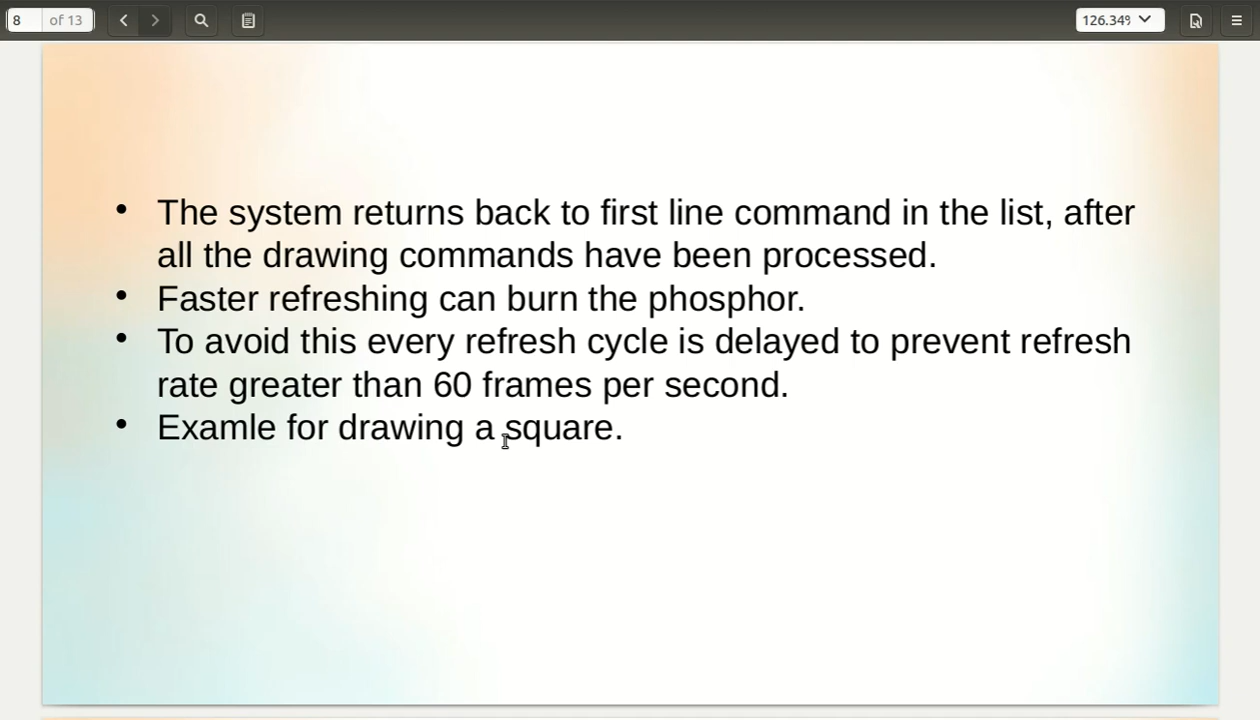 8 of 13
126.34%
• The system returns back to first line command in the list, after
all the drawing commands have been processed.
• Faster refreshing can burn the phosphor.
• To avoid this every refresh cycle is delayed to prevent refresh
rate greater than 60 frames per second.
• Examle for drawing a square.